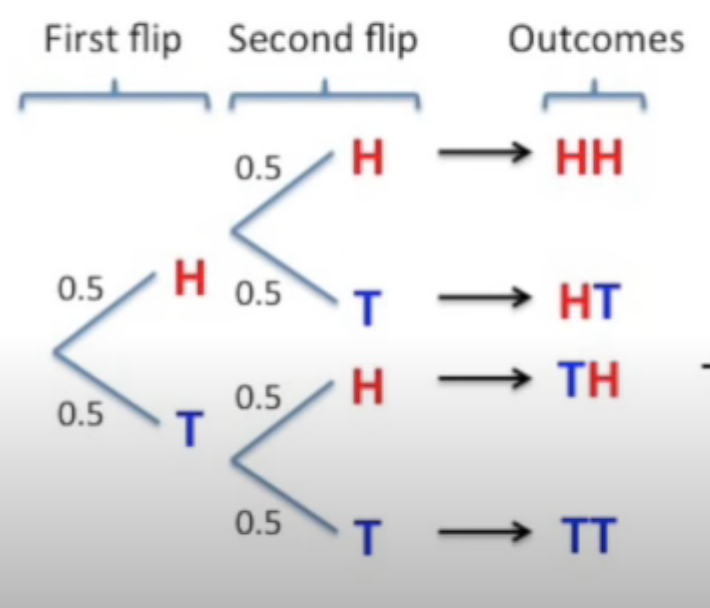 First flip Second flip Outcomes
0.5 H HH
0.5 H 0.5 T HT
0.5 H TH
0.5 T
0.5 T TT